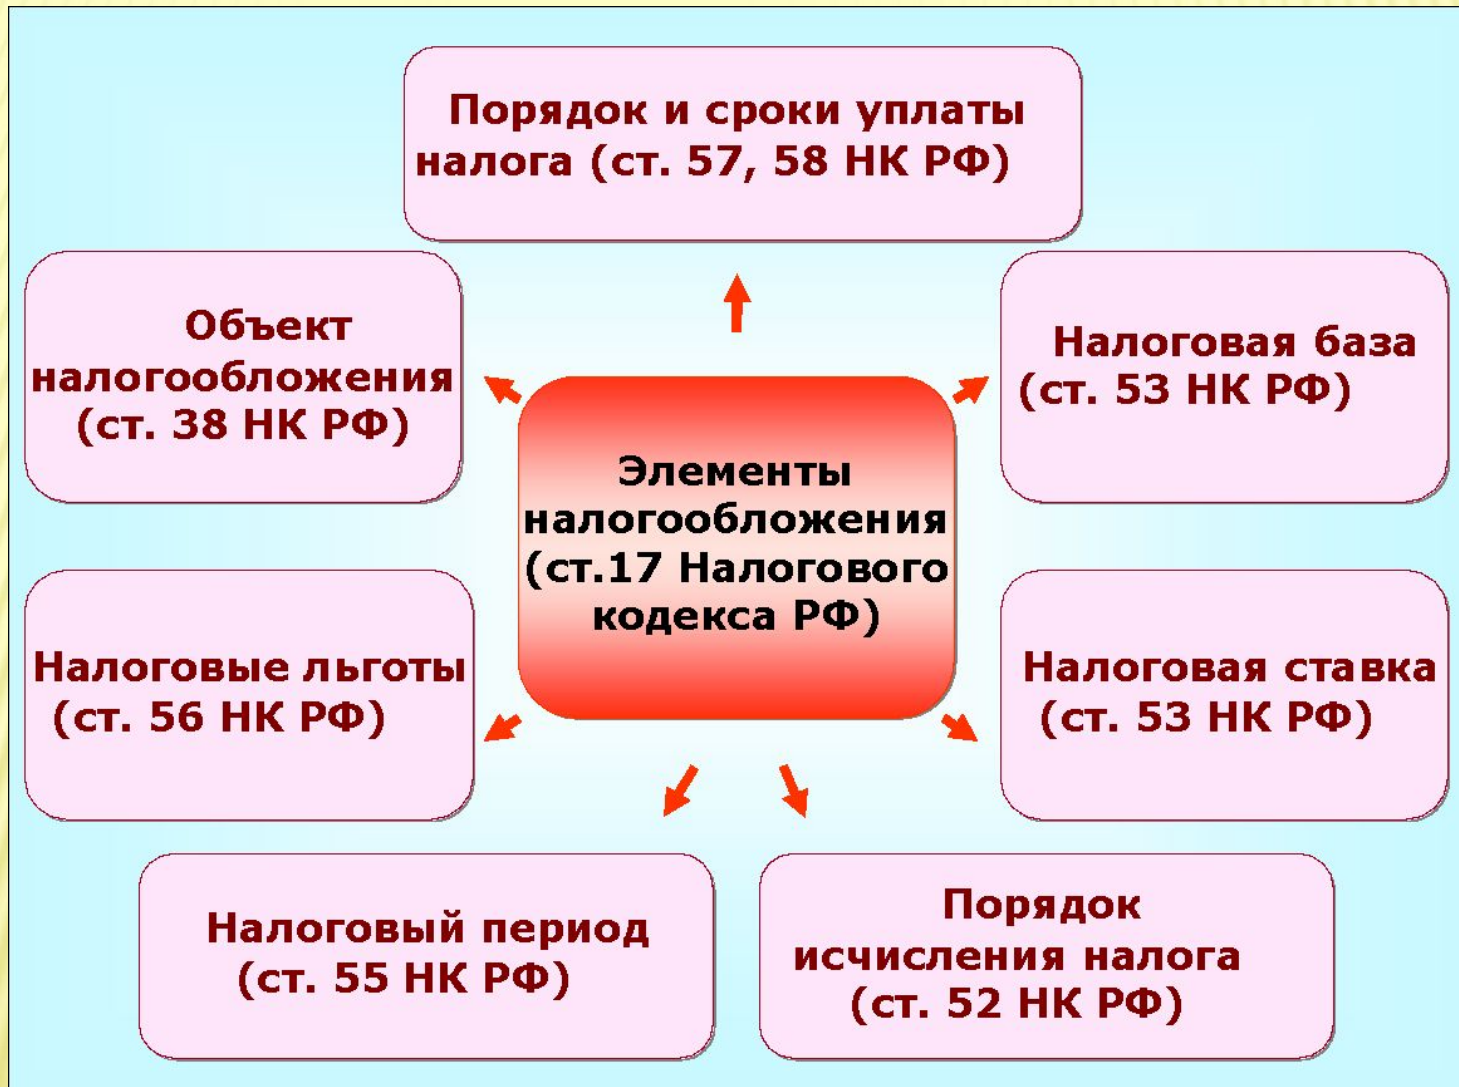 Порядок и сроки уплаты
налога (ст. 57, 58 НК РФ)
Объект
налогообложения
(ст. 38 НК РФ)
Налоговая база
(ст. 53 НК РФ)
Элементы
налогообложения
(ст.17 Налогового
кодекса РФ)
Налоговые льготы
(ст. 56 НК РФ)
Налоговая ставка
(ст. 53 НК РФ)
Налоговый период
(ст. 55 НК РФ)
Порядок
исчисления налога
(ст. 52 НК РФ)